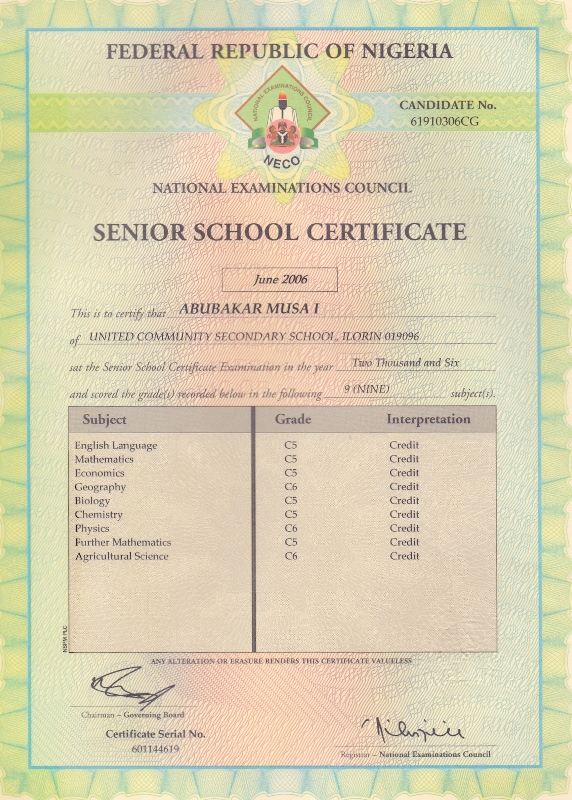 FEDERAL REPUBLIC OF NIGERIA
NATIONAL EXAMINATIONS COUNCIL
NECO
CANDIDATE No.
61910306CG
NATIONAL EXAMINATIONS COUNCIL
SENIOR SCHOOL CERTIFICATE
June 2006
This is to certify that ABUBAKAR MUSA I
of UNITED COMMUNITY SECONDARY SCHOOL, ILORIN 019096
sat the Senior School Certificate Examination in the year Two Thousand and Six
and scored the grade(s) recorded below in the following 9 (NINE) subject(s).
Subject Grade Interpretation
English Language C5 Credit
Mathematics C5 Credit
Economics C5 Credit
Geography C6 Credit
Biology C5 Credit
Chemistry C5 Credit
Physics C6 Credit
Further Mathematics C5 Credit
Agricultural Science C6 Credit
NSPM PLC
ANY ALTERATION OR ERASURE RENDERS THIS CERTIFICATE VALUELESS
Chairman – Governing Board
Certificate Serial No.
601144619
Registrar – National Examinations Council